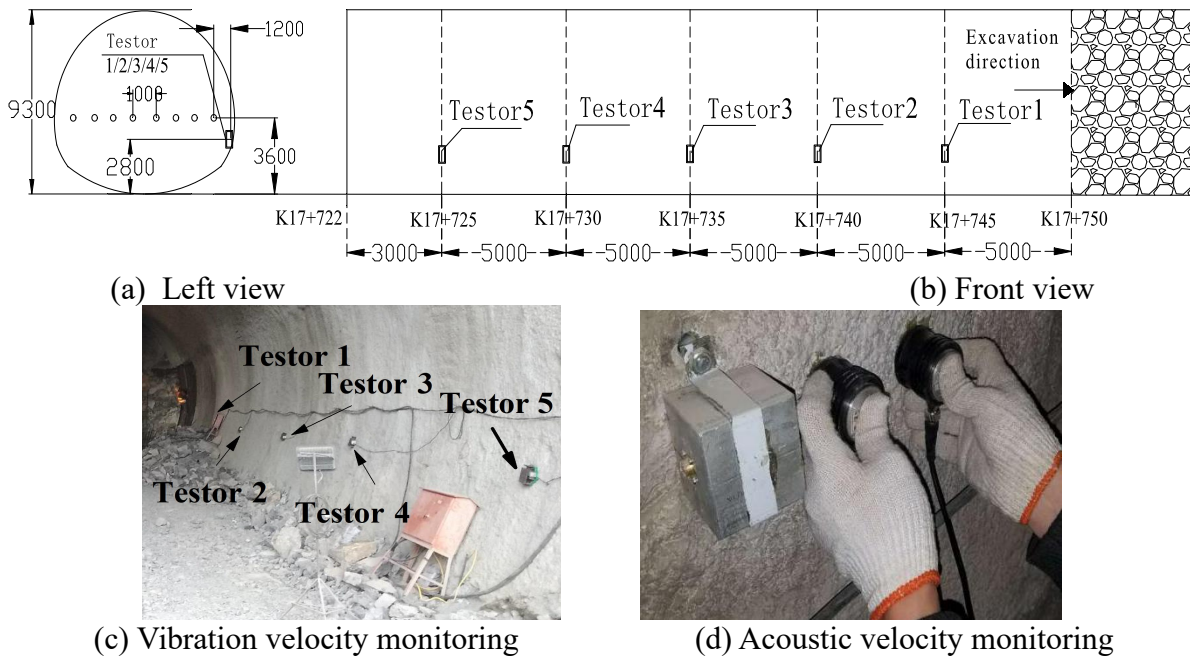 Testor
1/2/3/4/5
1000
1200
9300
2800
3600
Excavation
direction
Testor5
Testor4
Testor3
Testor2
Testor1
K17+722
K17+725
K17+730
K17+735
K17+740
K17+745
K17+750
3000
5000
5000
5000
5000
5000
(a) Left view
(b) Front view
Testor 1
Testor 3
Testor 5
Testor 2
Testor 4
(c) Vibration velocity monitoring
(d) Acoustic velocity monitoring